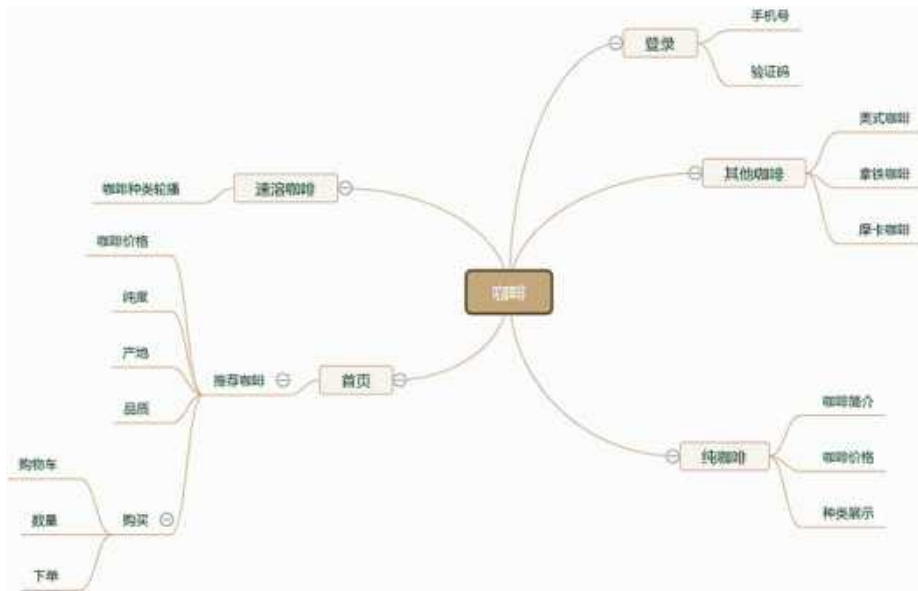 手机号
登录
验证码
美式咖啡
其他咖啡
拿铁咖啡
摩卡咖啡
咖啡种类轮播
速溶咖啡
咖啡价格
咖啡
纯度
产地
推荐咖啡
首页
品质
咖啡简介
纯咖啡
咖啡价格
种类展示
购物车
数量
购买
下单